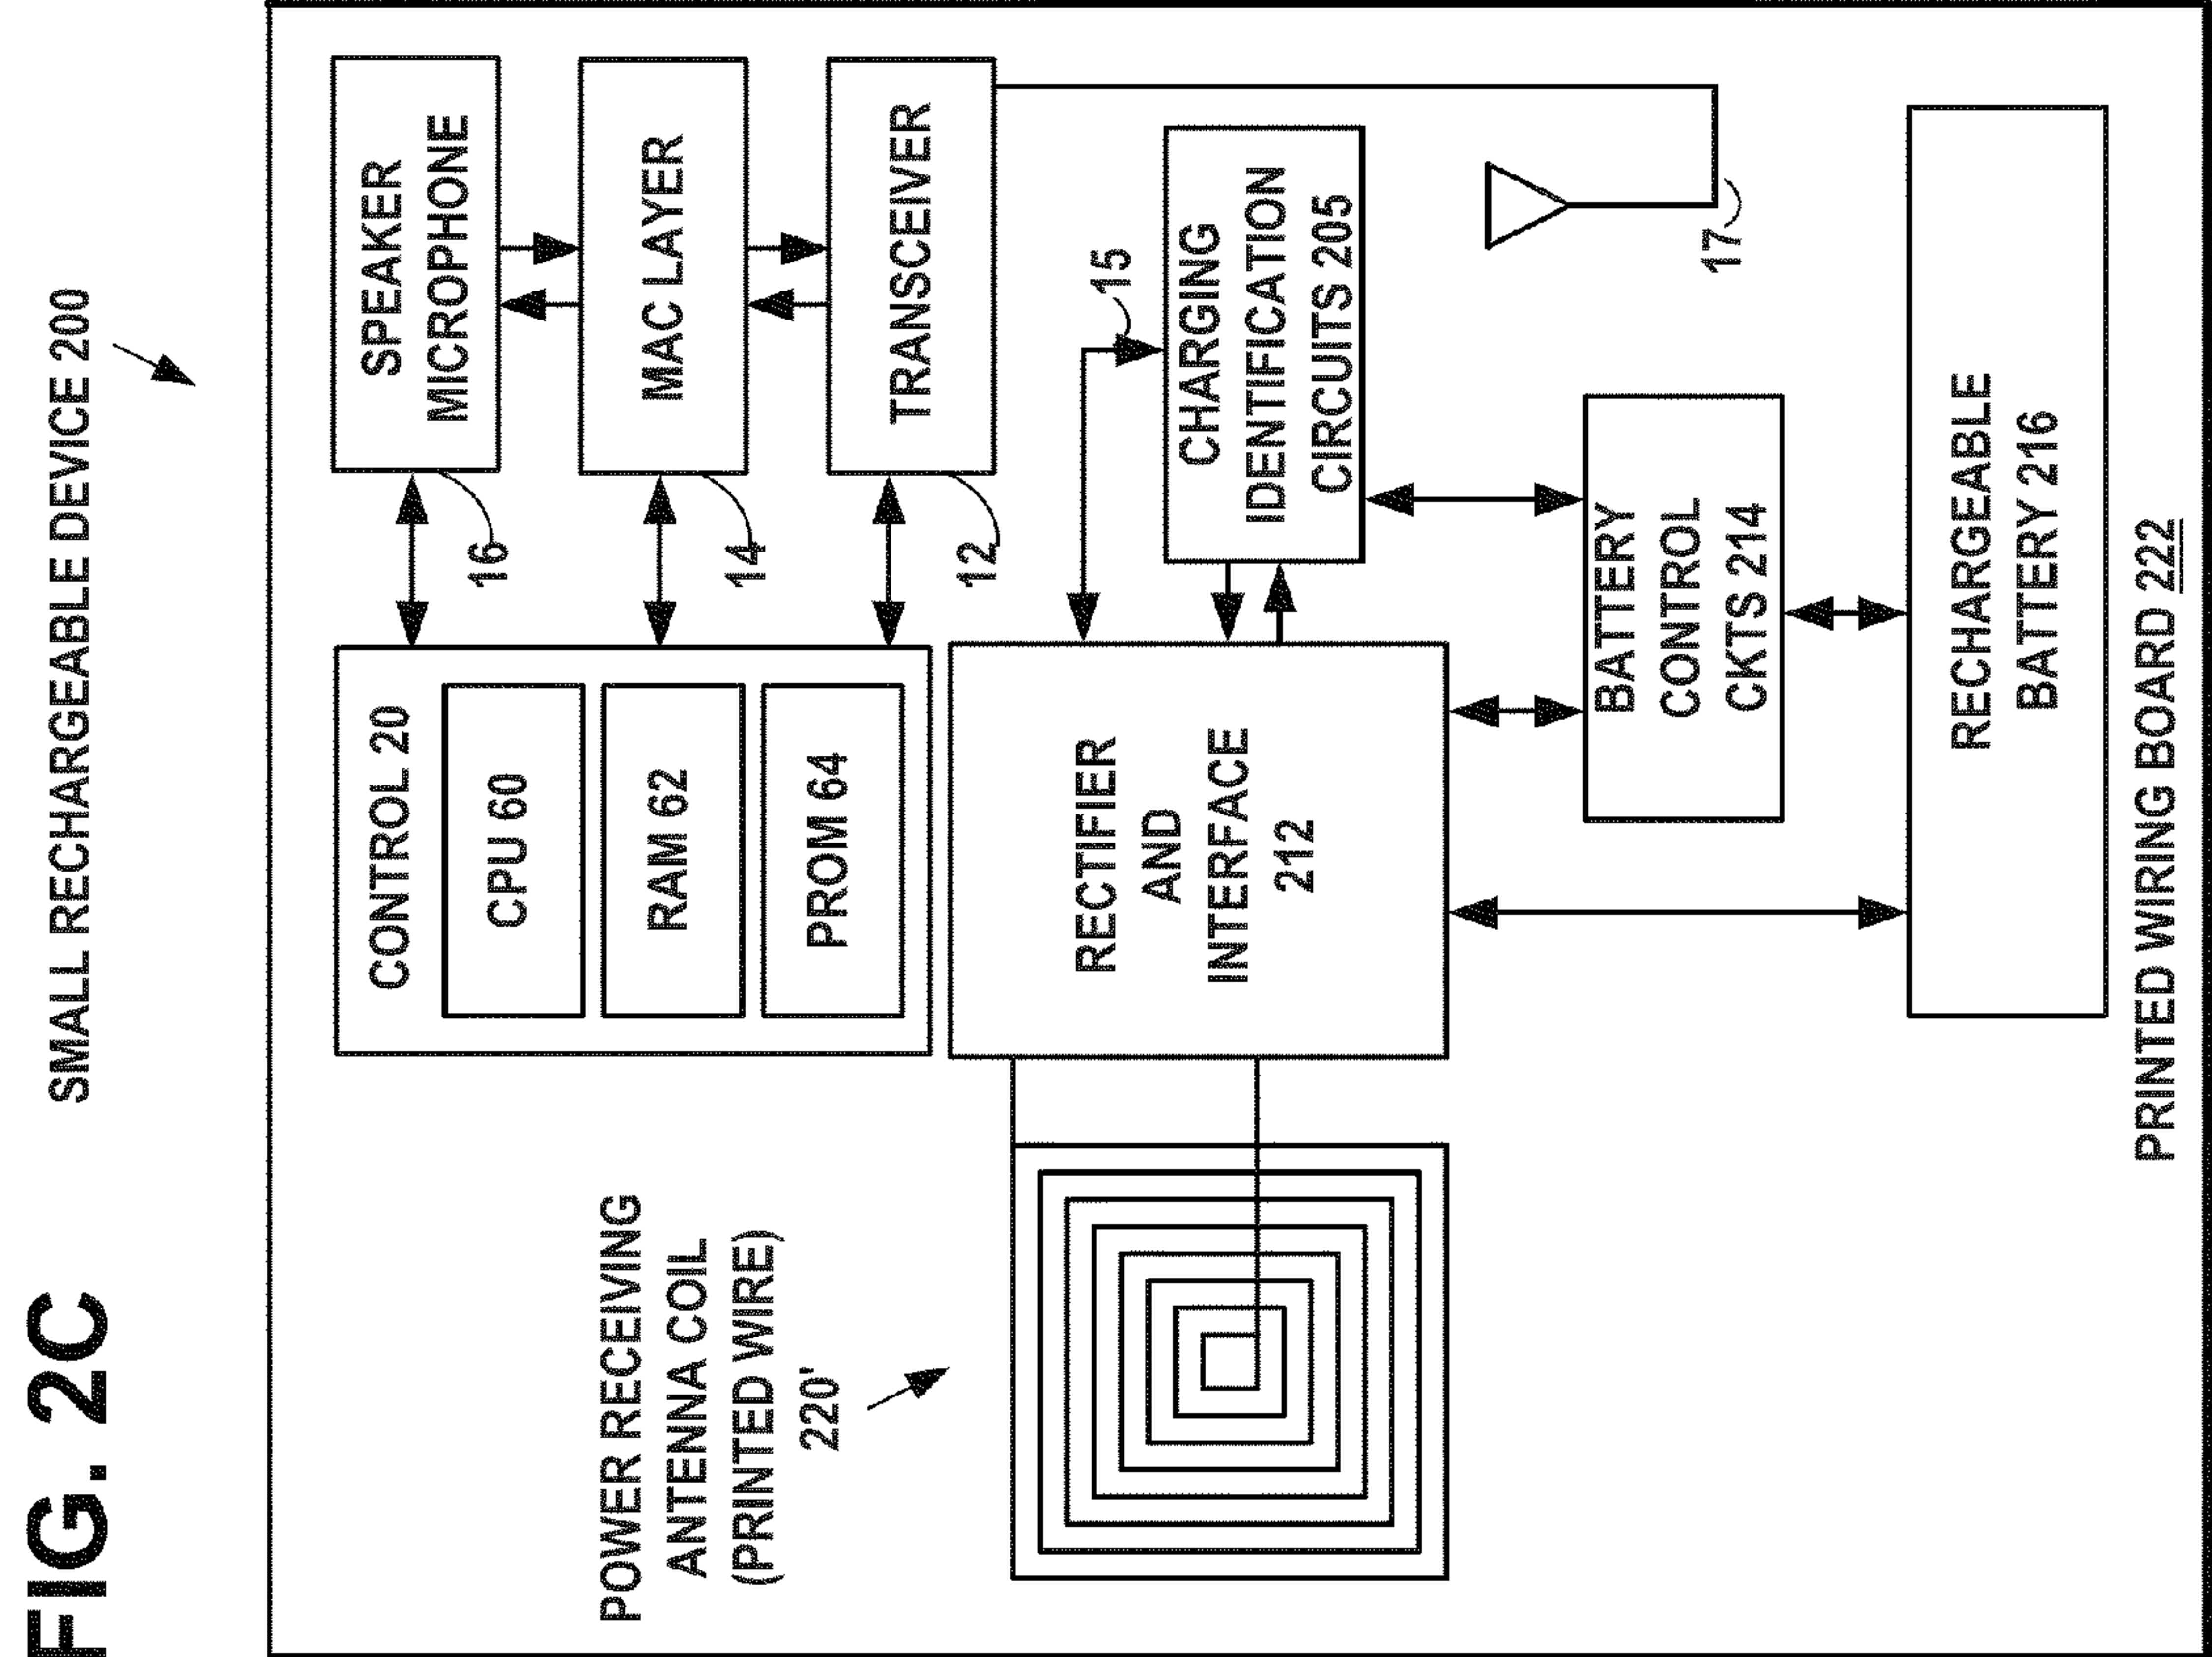 FIG. 2C
SMALL RECHARGEABLE DEVICE 200
POWER RECEIVING
ANTENNA COIL
(PRINTED WIRE)
220'
CONTROL 20
CPU 60
RAM 62
PROM 64
16
14
12
SPEAKER
MICROPHONE
IMAC LAYER
TRANSCEIVER
RECTIFIER
AND
INTERFACE
212
15
CHARGING
IDENTIFICATION
CIRCUITS 205
17
BATTERY
CONTROL
CKTS 214
RECHARGEABLE
BATTERY 216
PRINTED WIRING BOARD 222